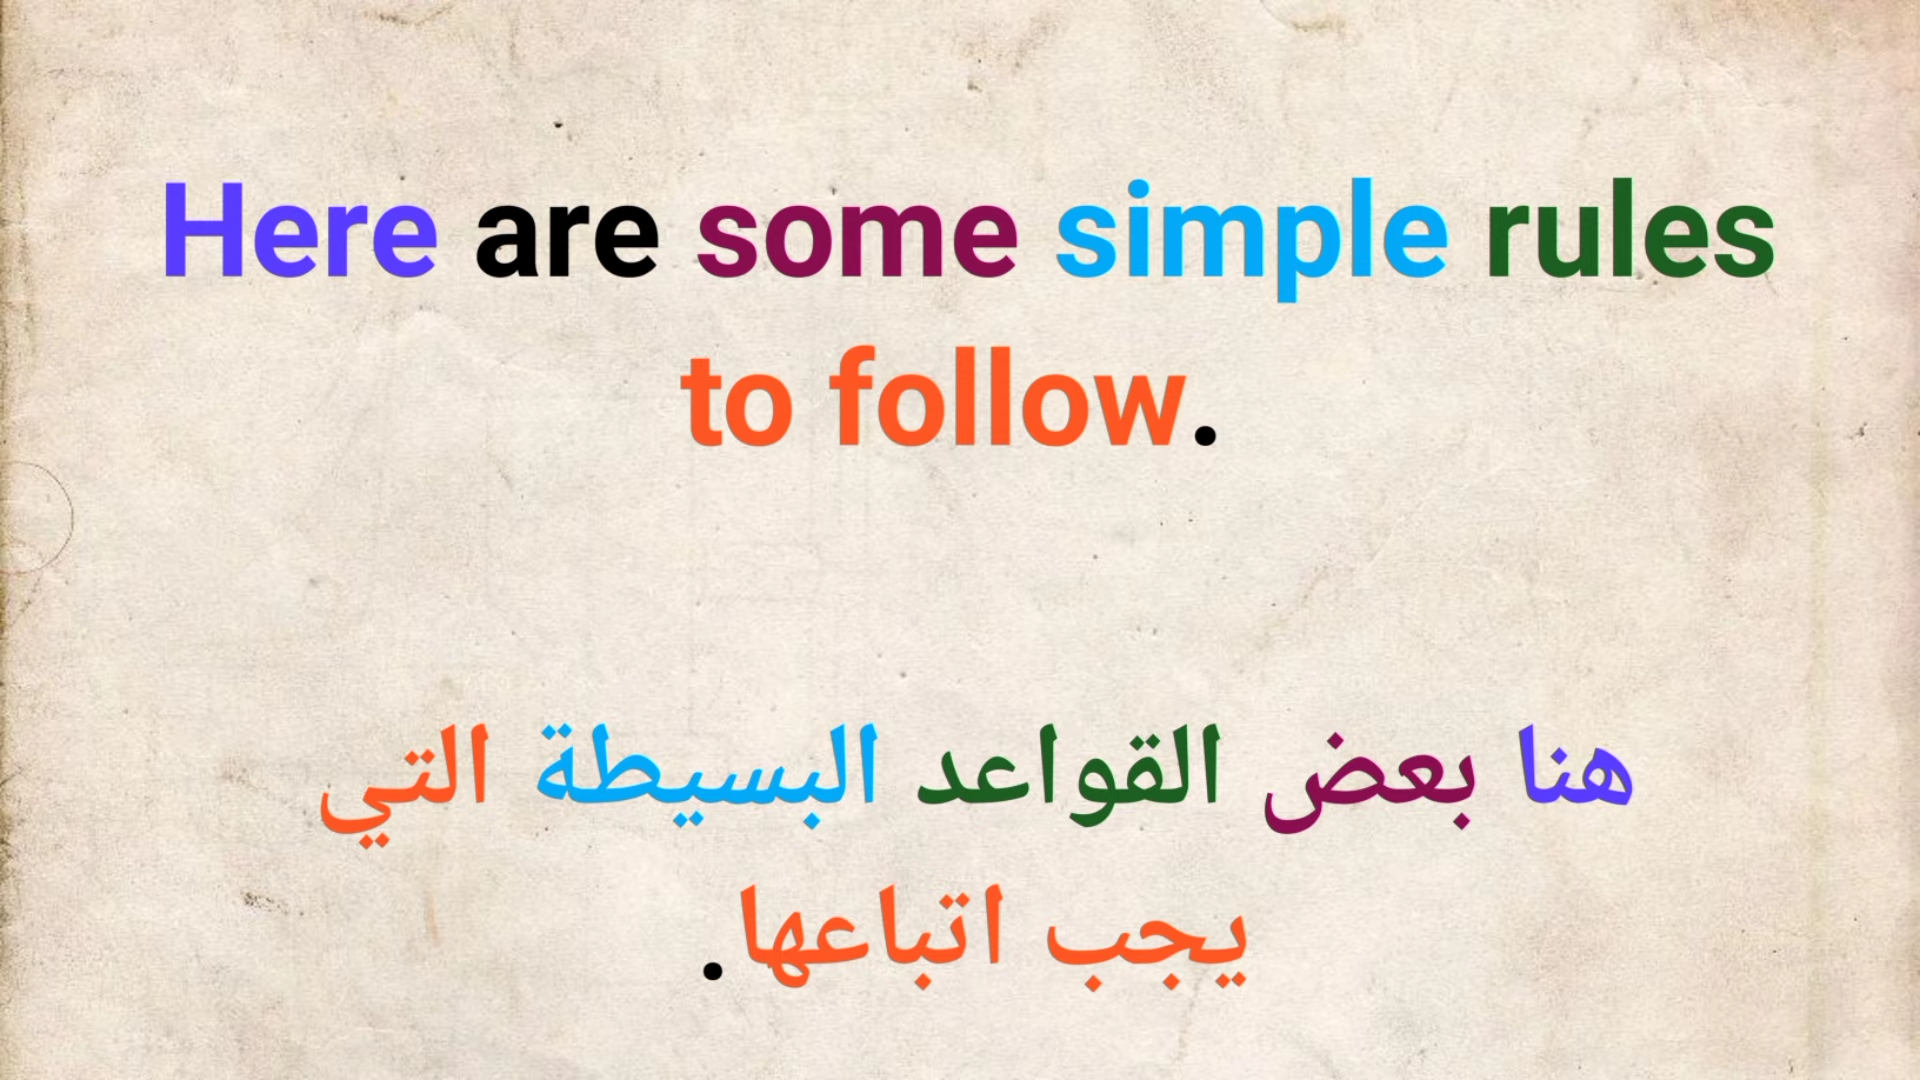 Here are some simple rules
to follow.
هنا بعض القواعد البسيطة التي
يجب اتباعها.